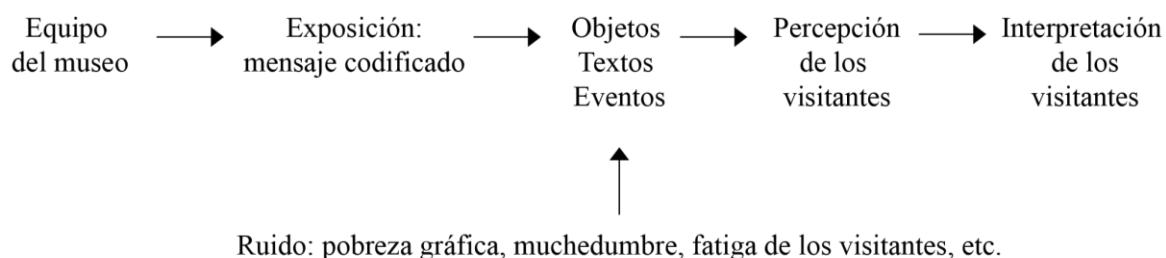 Equipo
del museo
Exposición:
mensaje codificado
Objetos
Textos
Eventos
Percepción
de los
visitantes
Interpretación
de los
visitantes
Ruido: pobreza gráfica, muchedumbre, fatiga de los visitantes, etc.